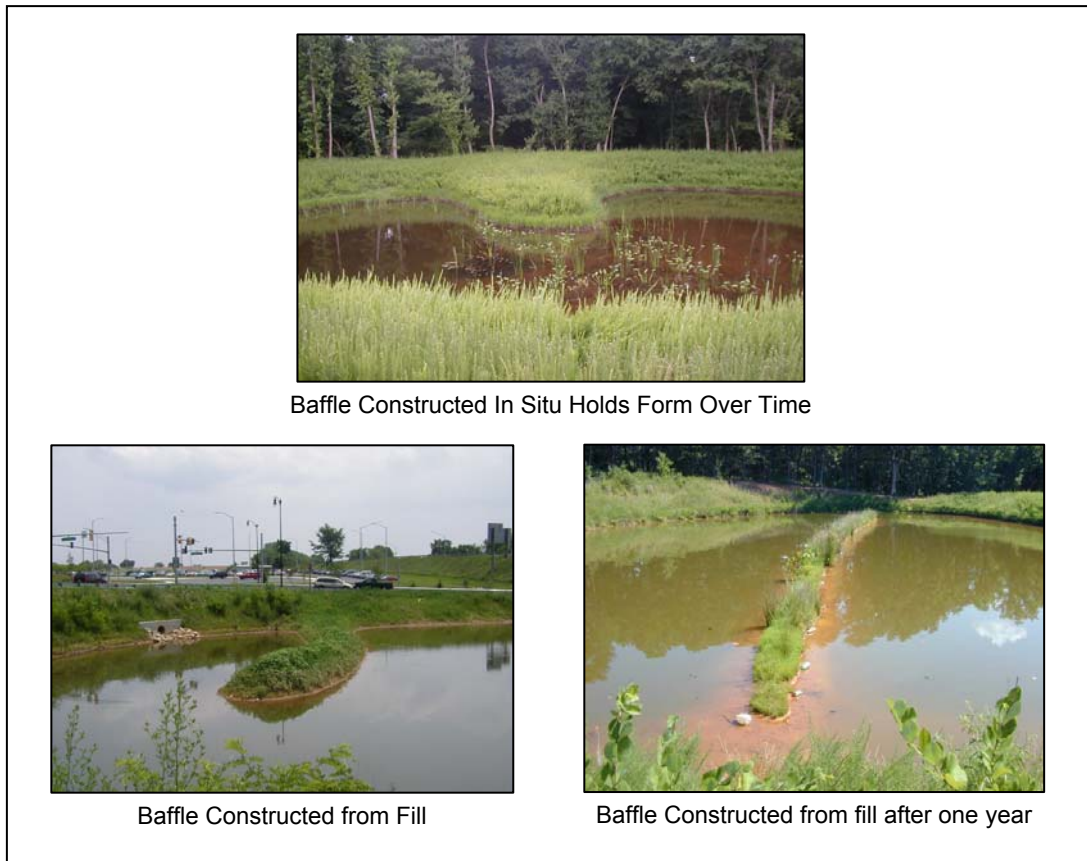 Baffle Constructed In Situ Holds Form Over Time
Baffle Constructed from Fill
Baffle Constructed from fill after one year